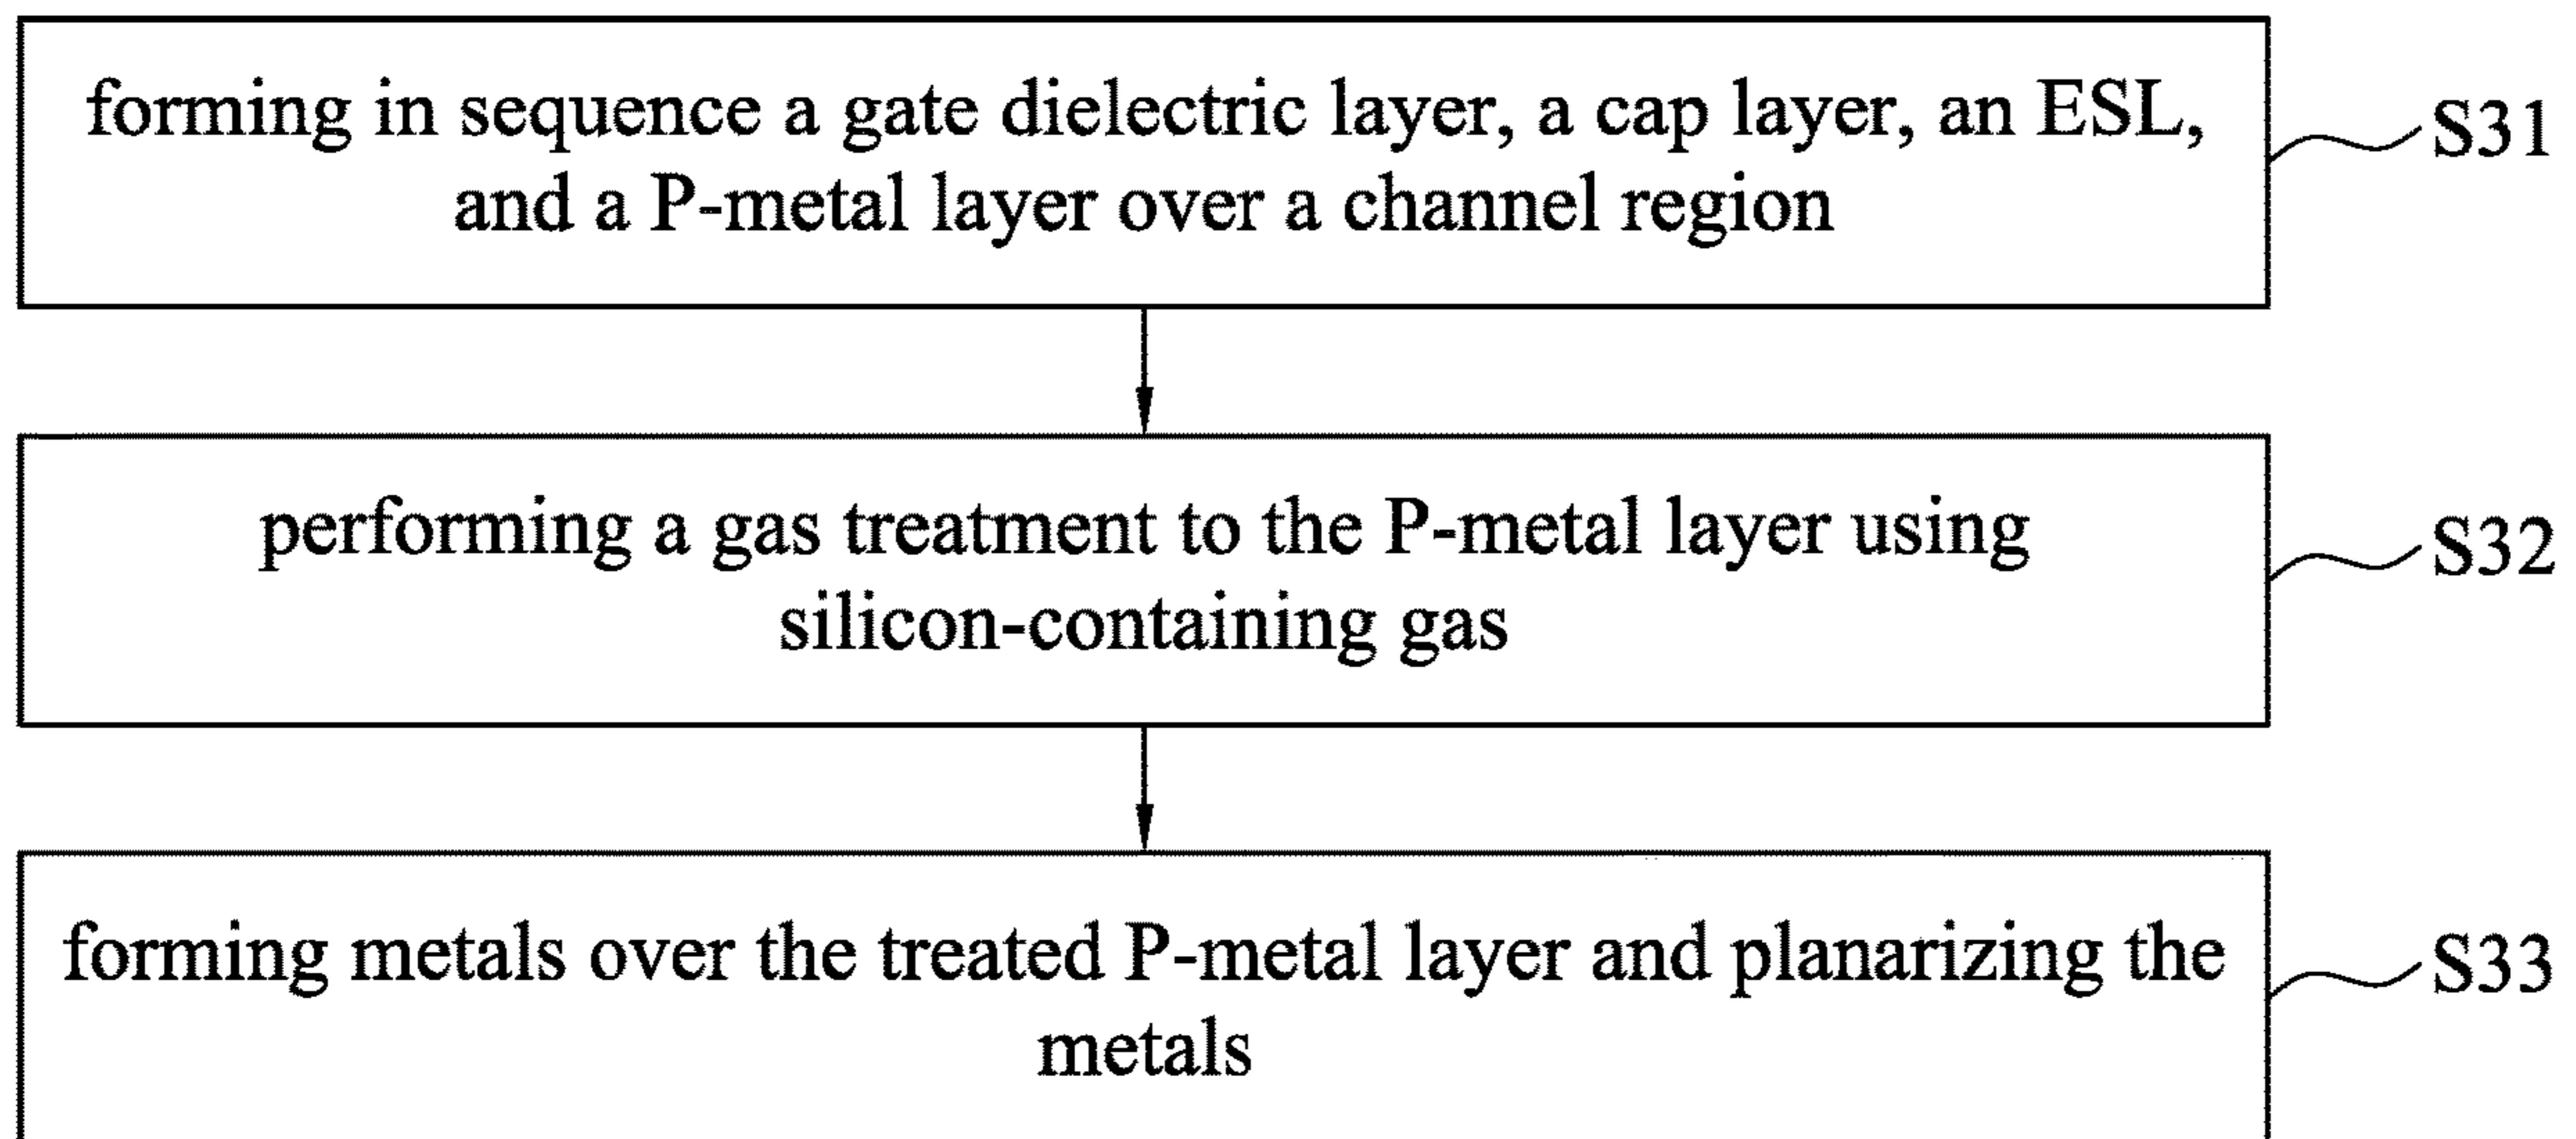 forming in sequence a gate dielectric layer, a cap layer, an ESL,
and a P-metal layer over a channel region
S31
performing a gas treatment to the P-metal layer using
silicon-containing gas
S32
forming metals over the treated P-metal layer and planarizing the
metals
S33